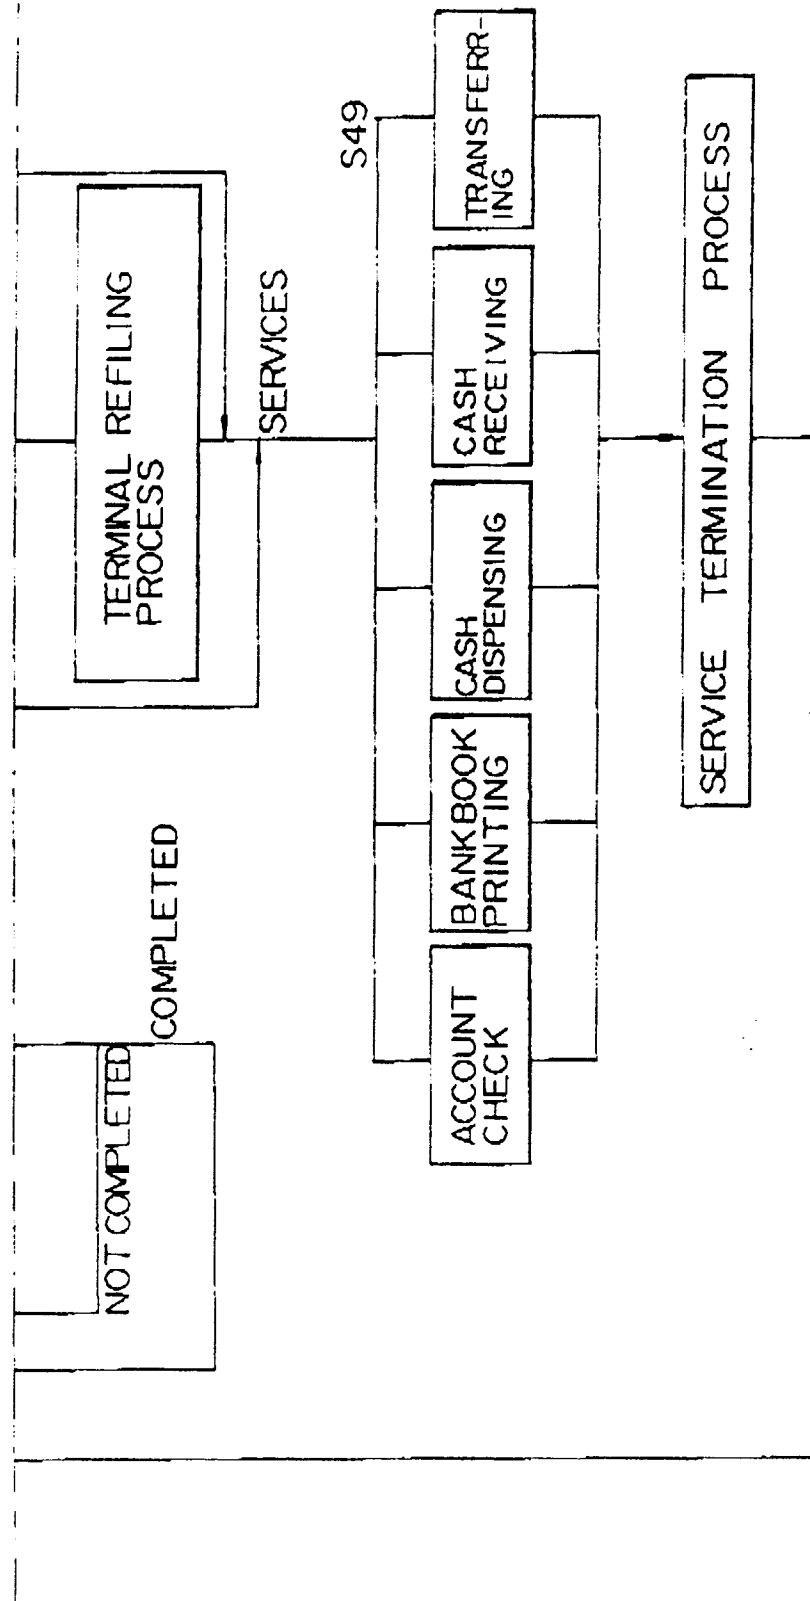 NOT COMPLETED
COMPLETED
TERMINAL REFILING
PROCESS
SERVICES
S49
ACCOUNT
CHECK
BANKBOOK
PRINTING
CASH
DISPENSING
CASH
RECEIVING
TRANSFERR-
ING
SERVICE TERMINATION PROCESS